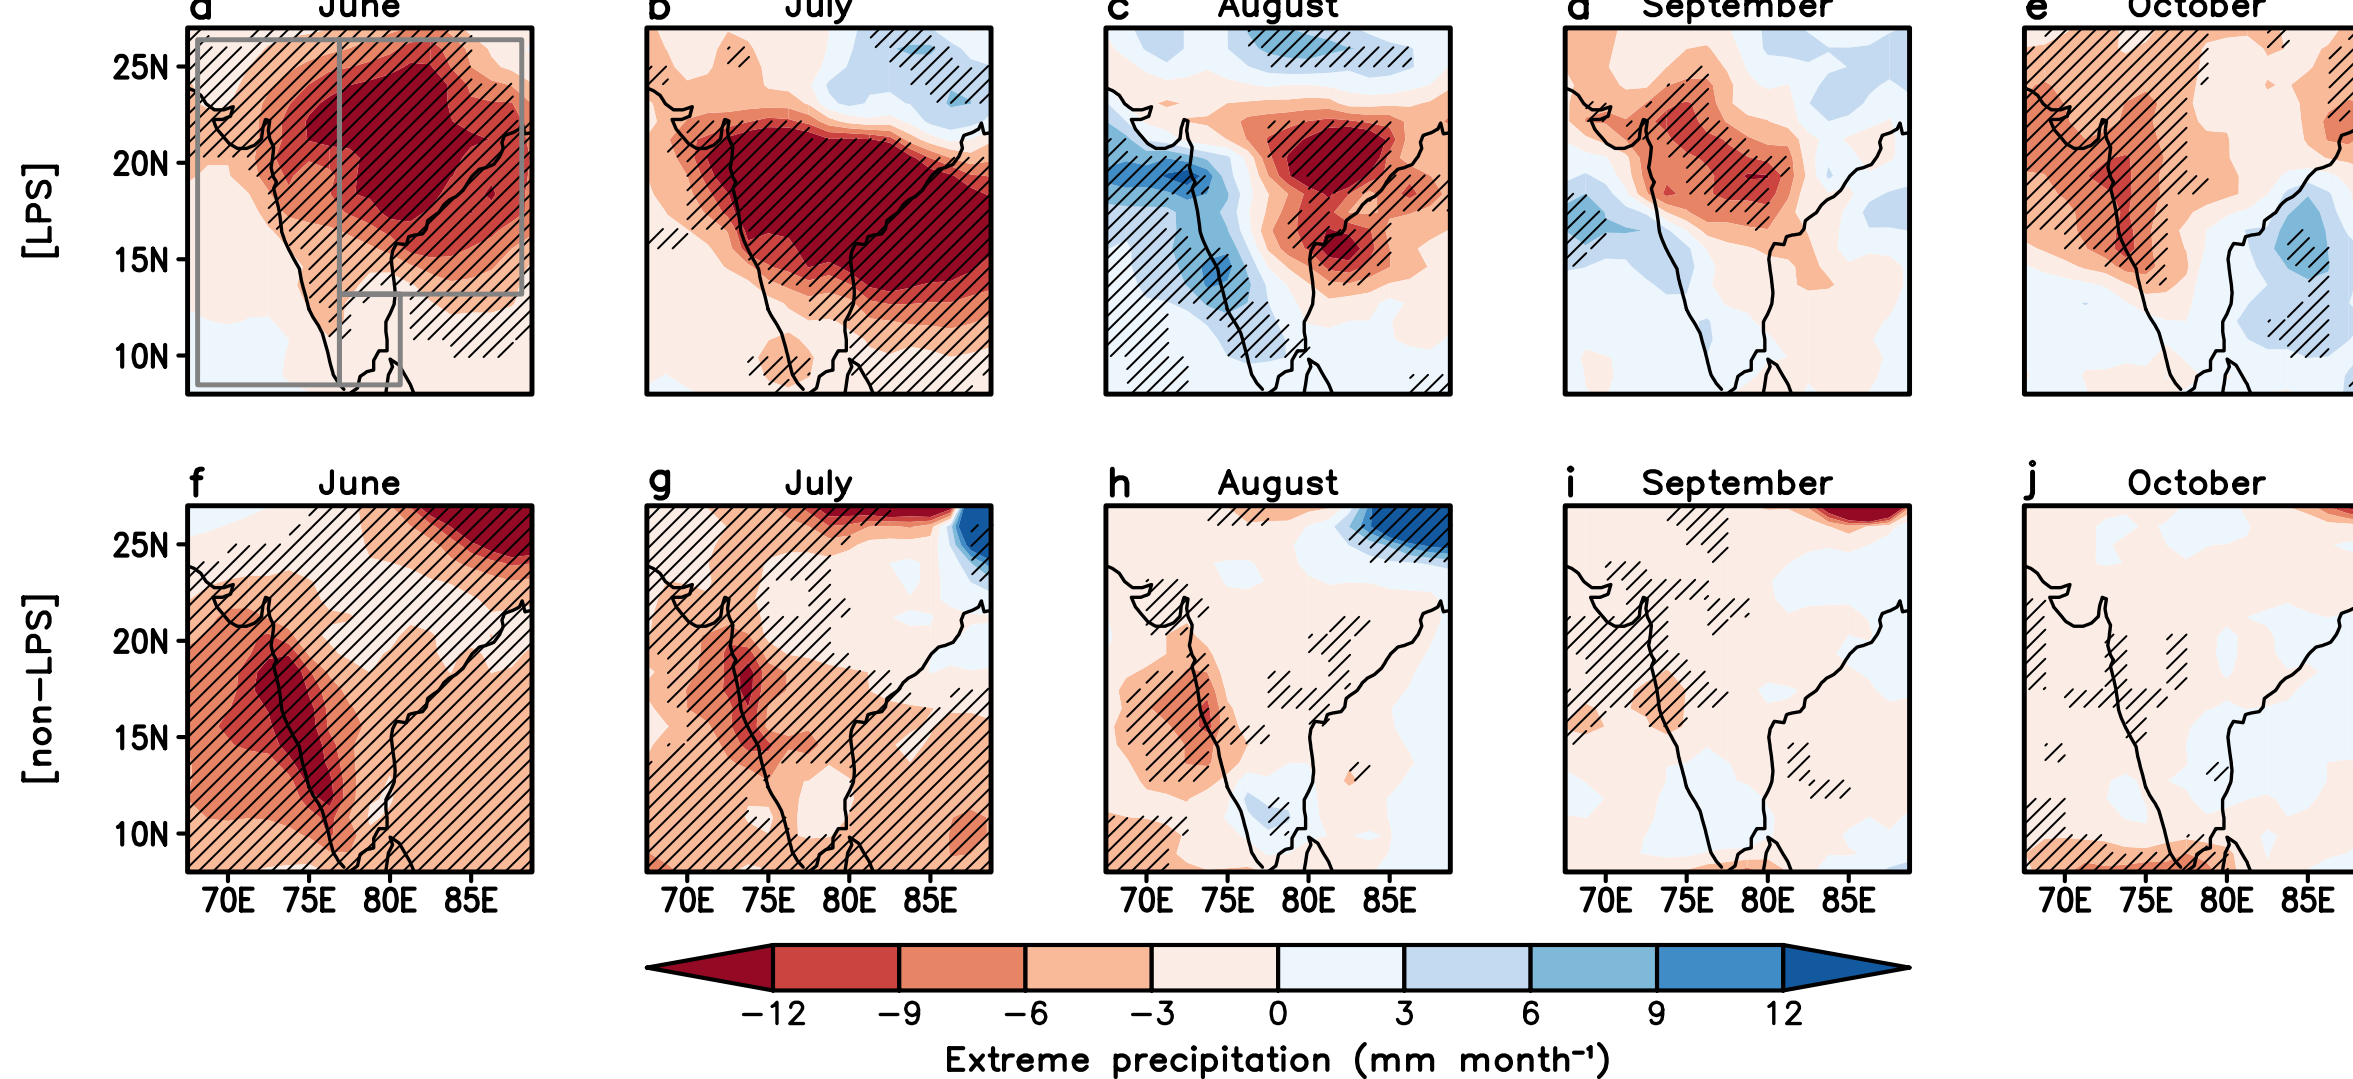 a June b July c August d September e October
[LPS]
25N
20N
15N
10N
f June g July h August i September j October
[non-LPS]
25N
20N
15N
10N
70E 75E 80E 85E 70E 75E 80E 85E 70E 75E 80E 85E 70E 75E 80E 85E 70E 75E 80E 85E
-12 -9 -6 -3 0 3 6 9 12
Extreme precipitation (mm month⁻¹)